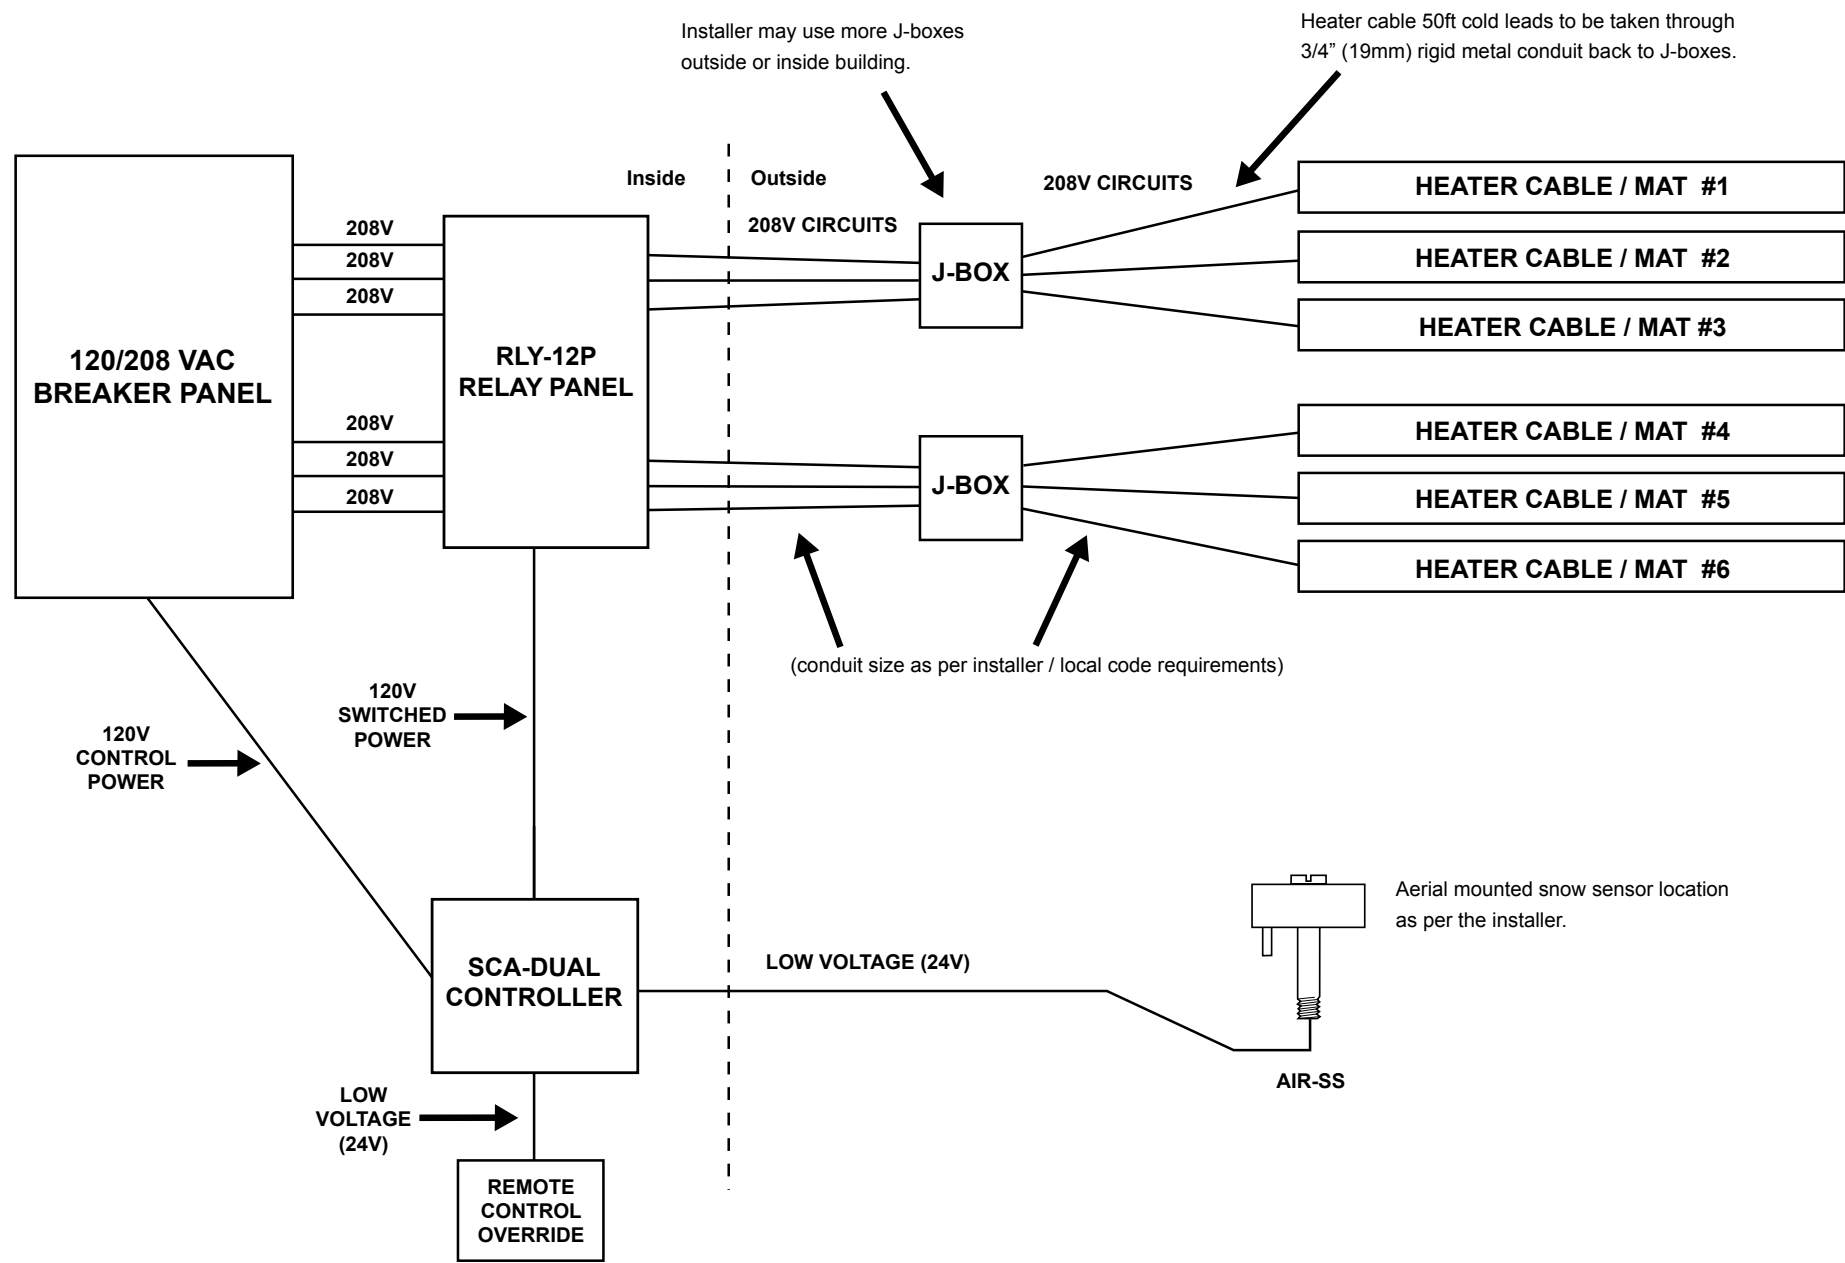 Installer may use more J-boxes
outside or inside building.
Heater cable 50ft cold leads to be taken through
3/4” (19mm) rigid metal conduit back to J-boxes.
Inside
Outside
208V CIRCUITS
208V CIRCUITS
120/208 VAC
BREAKER PANEL
208V
208V
208V
208V
208V
208V
RLY-12P
RELAY PANEL
J-BOX
J-BOX
HEATER CABLE / MAT #1
HEATER CABLE / MAT #2
HEATER CABLE / MAT #3
HEATER CABLE / MAT #4
HEATER CABLE / MAT #5
HEATER CABLE / MAT #6
(conduit size as per installer / local code requirements)
120V
SWITCHED
POWER
120V
CONTROL
POWER
SCA-DUAL
CONTROLLER
LOW VOLTAGE (24V)
Aerial mounted snow sensor location
as per the installer.
AIR-SS
LOW
VOLTAGE
(24V)
REMOTE
CONTROL
OVERRIDE